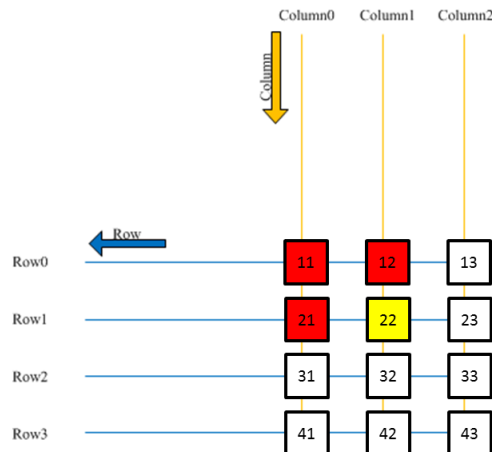 Column0 Column1 Column2
Column
Row
Row0 11 12 13
Row1 21 22 23
Row2 31 32 33
Row3 41 42 43